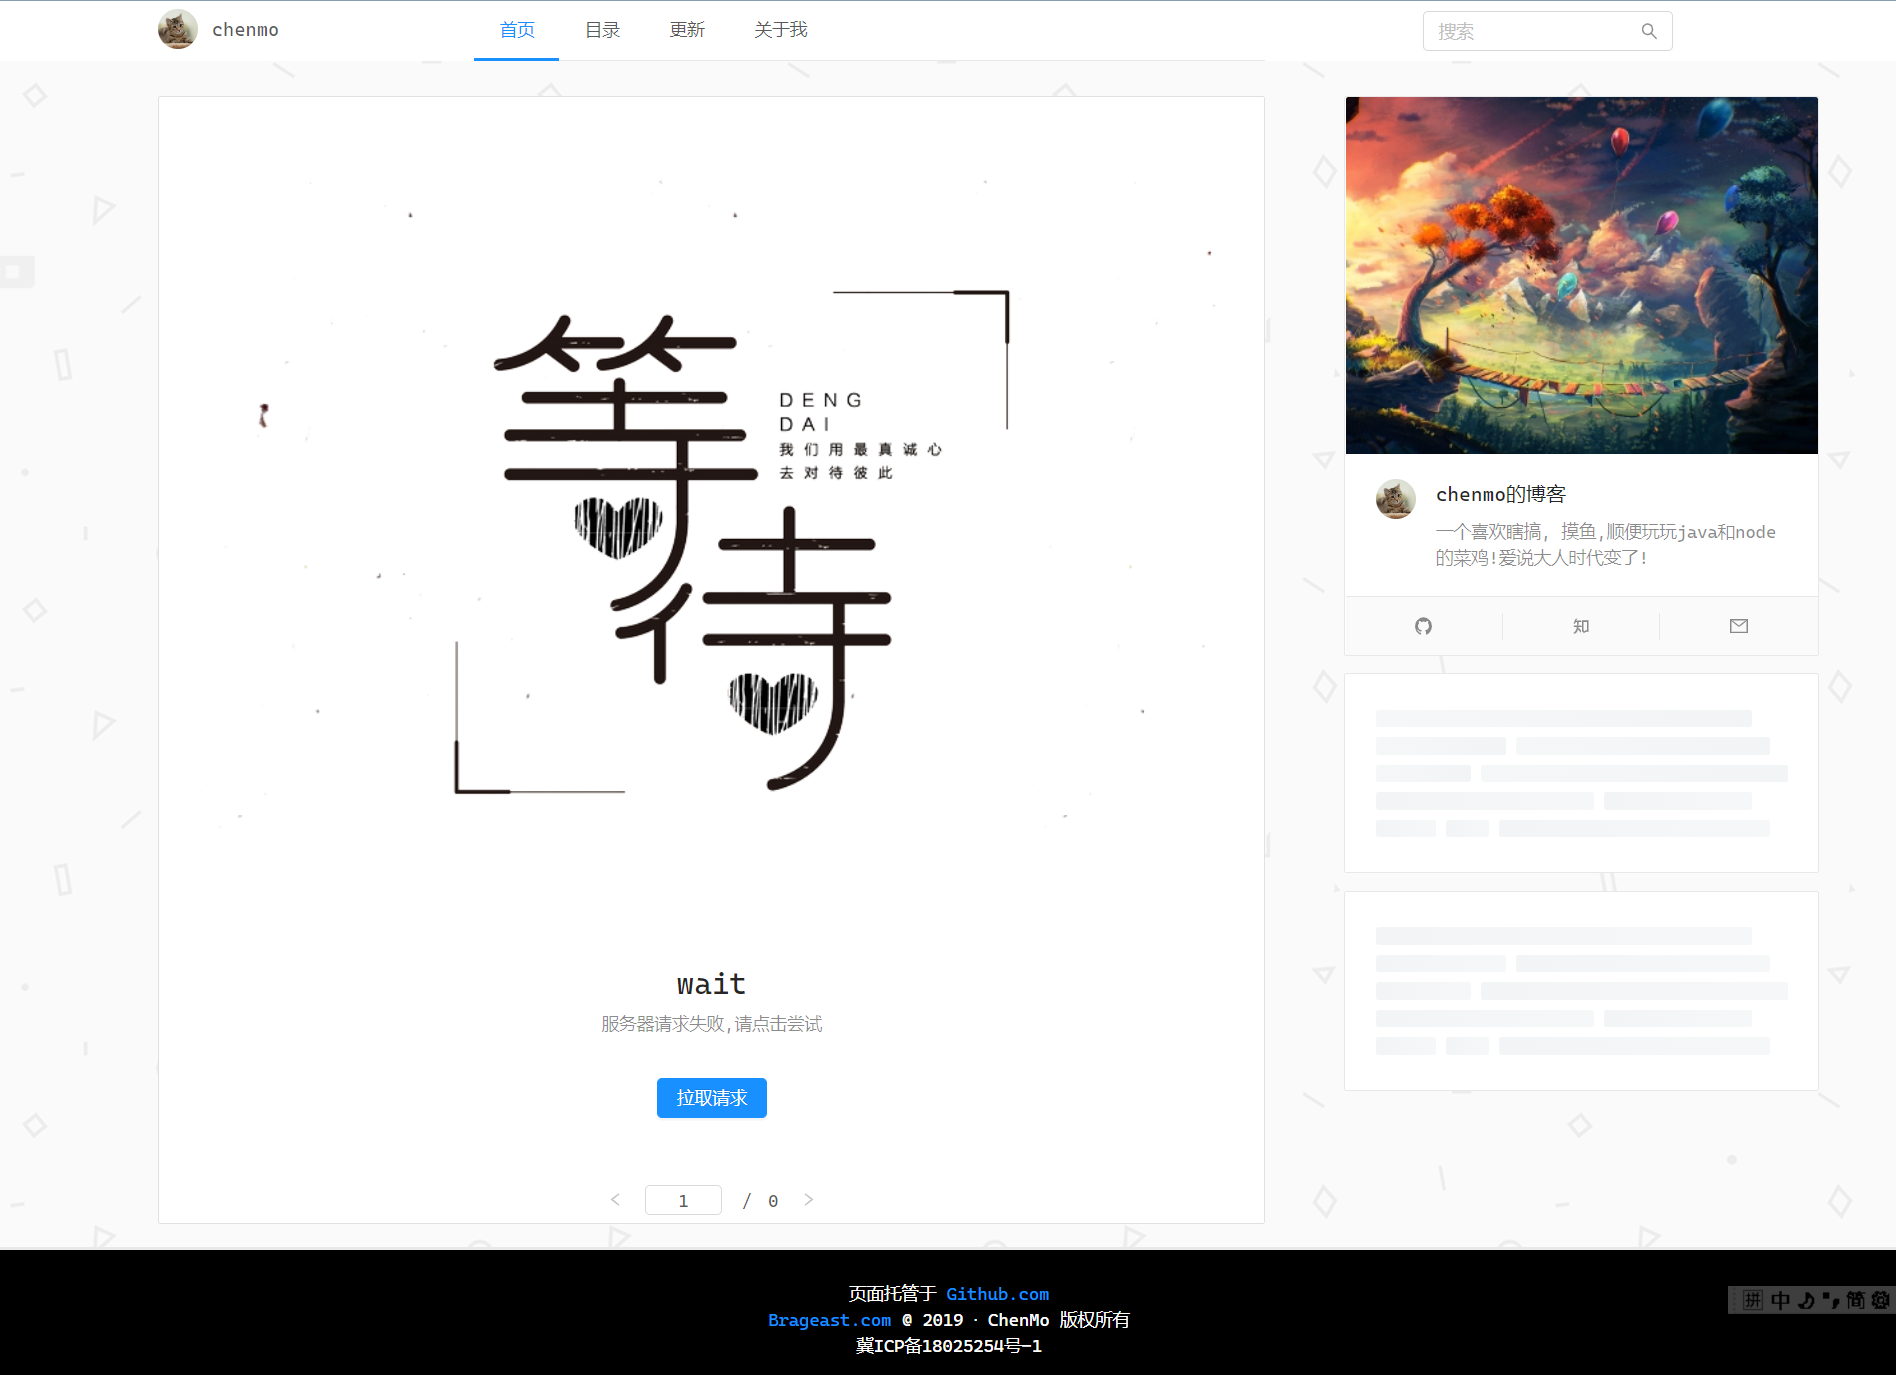 chenmo
首页
目录
更新
关于我
搜索
等待
DENG
DAI
我们用最真诚心
去对待彼此
wait
服务器请求失败,请点击尝试
拉取请求
1 / 0
chenmo的博客
一个喜欢瞎搞, 摸鱼,顺便玩玩java和node
的菜鸡!爱说大人时代变了!
知
页面托管于 Github.com
Brageast.com @ 2019 · ChenMo 版权所有
冀ICP备18025254号-1
拼 中 简